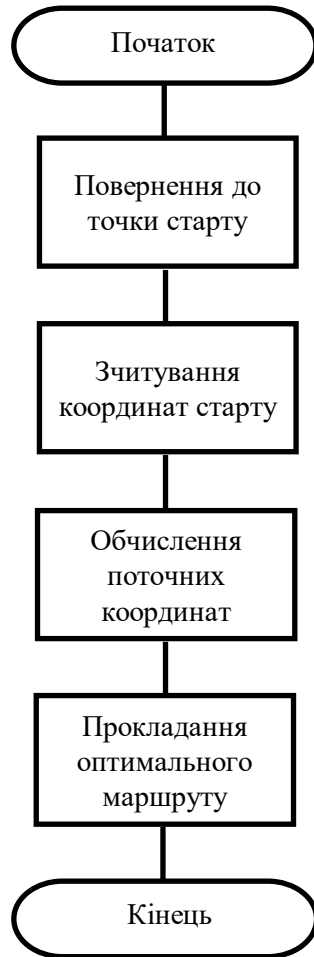 Початок
Повернення до
точки старту
Зчитування
координат старту
Обчислення
поточних
координат
Прокладання
оптимального
маршруту
Кінець